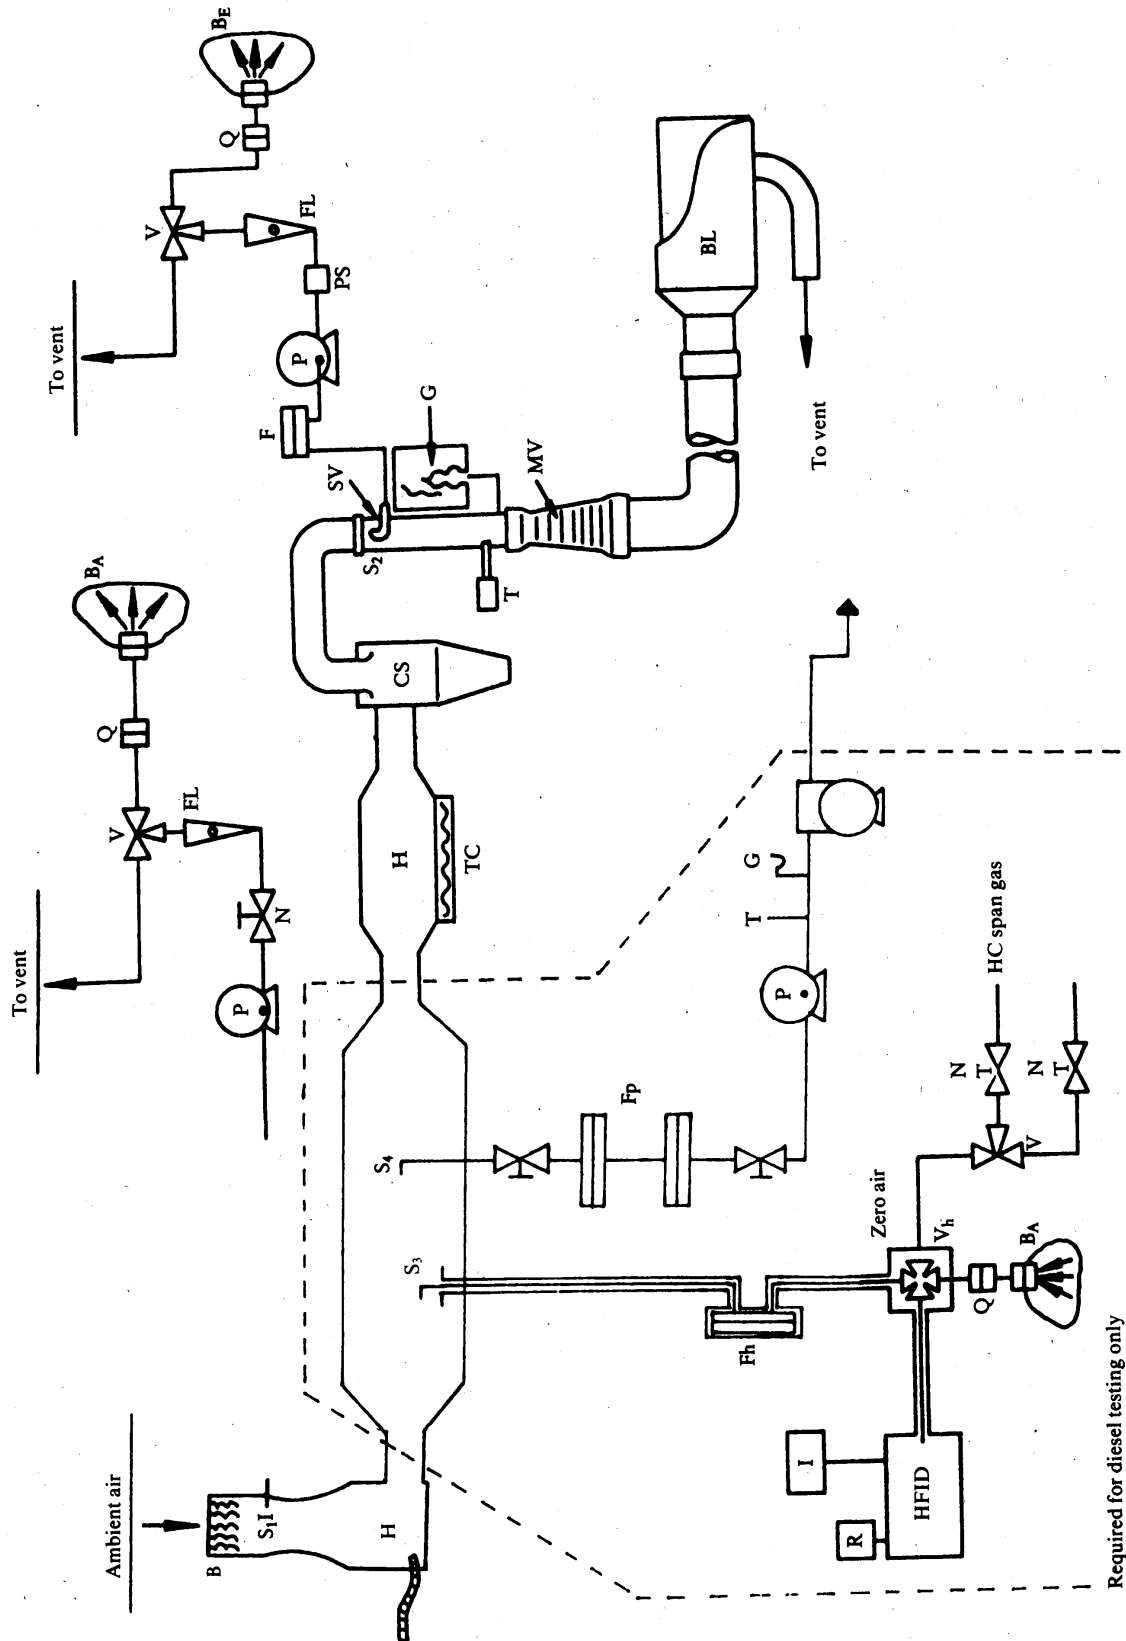 Ambient air
B
S₁I
H
To vent
P
N
FL
V
Q
BA
To vent
V
Q
BE
FL
PS
P
F
G
SV
S₂
MV
T
CS
H
TC
BL
To vent
S₄
S₃
Fp
Fh
P
T
G
HC span gas
N
T
N
T
V
Zero air
Vh
Q
BA
HFID
I
R
Required for diesel testing only